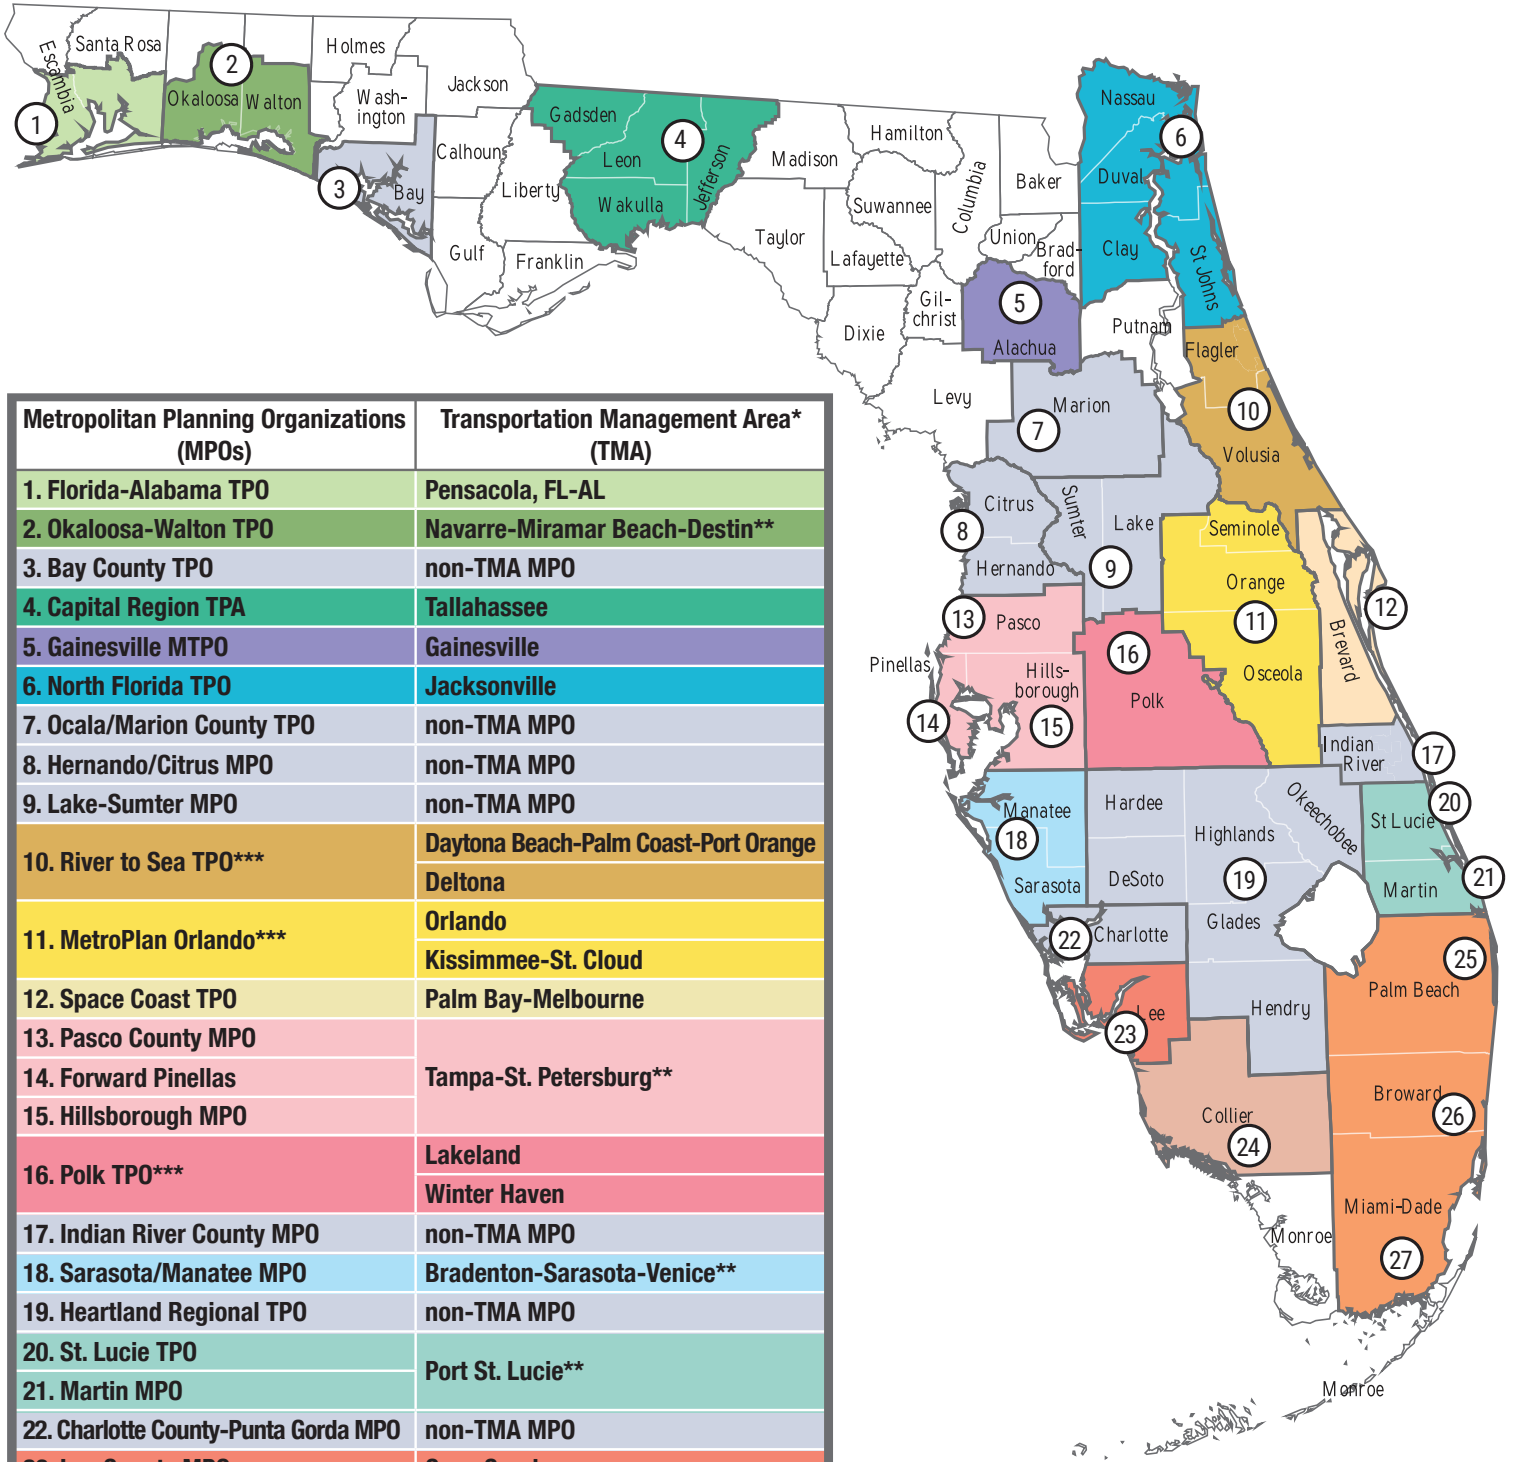 Escambia
Santa Rosa
Holmes
Okaloosa
Walton
Wash-
ington
Jackson
Bay
Calhoun
Gulf
Liberty
Franklin
Gadsden
Leon
Wakulla
Jefferson
Madison
Taylor
Hamilton
Suwannee
Lafayette
Columbia
Dixie
Gil-
christ
Baker
Union
Brad-
ford
Nassau
Duval
Clay
St Johns
Putnam
Alachua
Levy
Marion
Flagler
Volusia
Citrus
Sumter
Lake
Hernando
Seminole
Orange
Osceola
Brevard
Pasco
Pinellas
Hills-
borough
Polk
Indian
River
Manatee
Hardee
Highlands
Okeechobee
St Lucie
Sarasota
DeSoto
Martin
Charlotte
Glades
Lee
Hendry
Palm Beach
Collier
Broward
Monroe
Miami-Dade
Monroe
1
2
3
4
5
6
7
8
9
10
11
12
13
14
15
16
17
18
19
20
21
22
23
24
25
26
27
Metropolitan Planning Organizations
(MPOs)
Transportation Management Area*
(TMA)
1. Florida-Alabama TPO
Pensacola, FL-AL
2. Okaloosa-Walton TPO
Navarre-Miramar Beach-Destin**
3. Bay County TPO
non-TMA MPO
4. Capital Region TPA
Tallahassee
5. Gainesville MTPO
Gainesville
6. North Florida TPO
Jacksonville
7. Ocala/Marion County TPO
non-TMA MPO
8. Hernando/Citrus MPO
non-TMA MPO
9. Lake-Sumter MPO
non-TMA MPO
10. River to Sea TPO***
Daytona Beach-Palm Coast-Port Orange
Deltona
11. MetroPlan Orlando***
Orlando
Kissimmee-St. Cloud
12. Space Coast TPO
Palm Bay-Melbourne
13. Pasco County MPO
14. Forward Pinellas
15. Hillsborough MPO
Tampa-St. Petersburg**
16. Polk TPO***
Lakeland
Winter Haven
17. Indian River County MPO
non-TMA MPO
18. Sarasota/Manatee MPO
Bradenton-Sarasota-Venice**
19. Heartland Regional TPO
non-TMA MPO
20. St. Lucie TPO
21. Martin MPO
Port St. Lucie**
22. Charlotte County-Punta Gorda MPO
non-TMA MPO